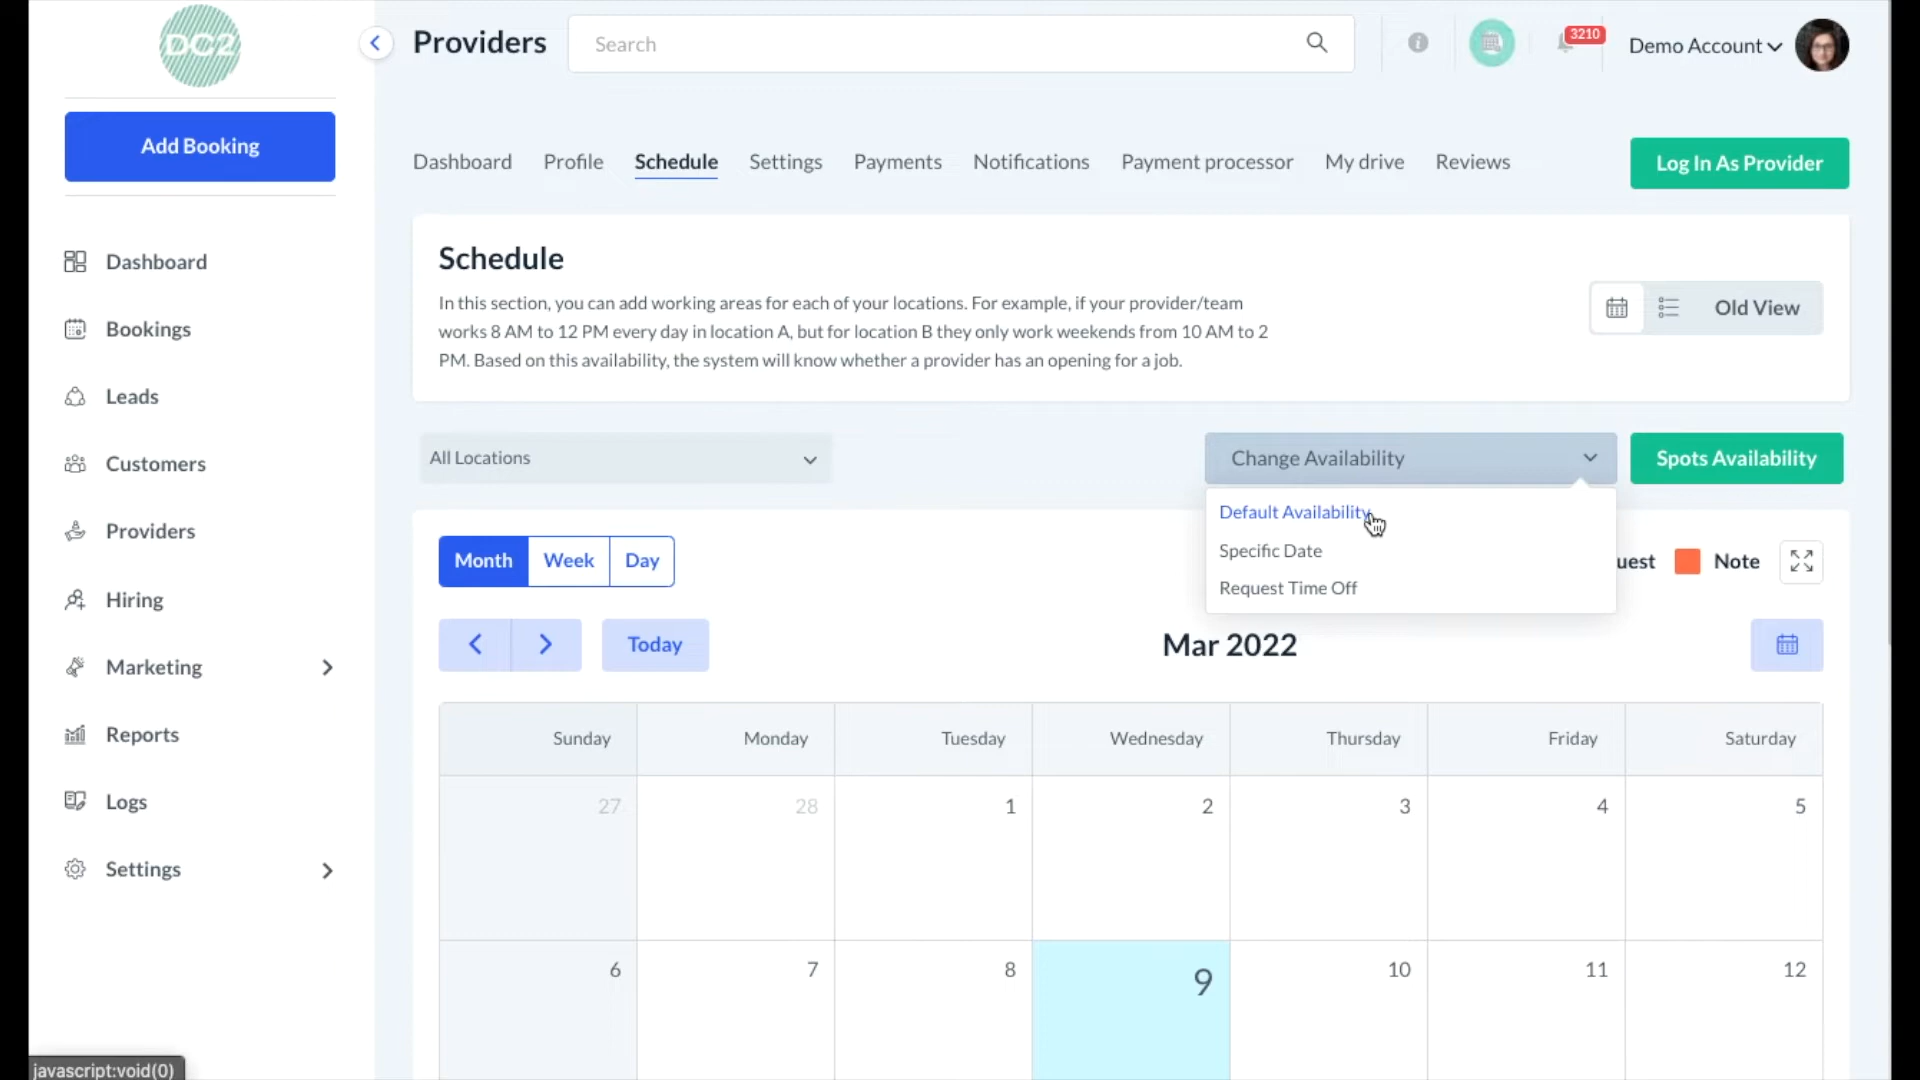 DC2
Providers
Search
3210
Demo Account
Add Booking
Dashboard
Profile
Schedule
Settings
Payments
Notifications
Payment processor
My drive
Reviews
Log In As Provider
Dashboard
Bookings
Leads
Customers
Providers
Hiring
Marketing
Reports
Logs
Settings
Schedule
In this section, you can add working areas for each of your locations. For example, if your provider/team
works 8 AM to 12 PM every day in location A, but for location B they only work weekends from 10 AM to 2
PM. Based on this availability, the system will know whether a provider has an opening for a job.
Old View
All Locations
Change Availability
Spots Availability
Default Availability
Specific Date
Request Time Off
Month
Week
Day
uest
Note
Today
Mar 2022
Sunday
Monday
Tuesday
Wednesday
Thursday
Friday
Saturday
27
28
1
2
3
4
5
6
7
8
9
10
11
12
javascript:void(0)